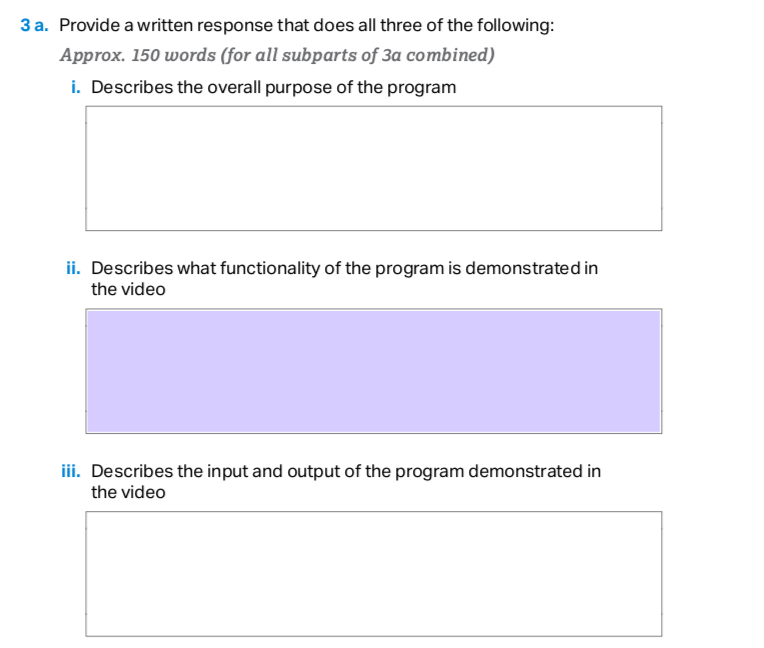 3 a. Provide a written response that does all three of the following:
Approx. 150 words (for all subparts of 3a combined)
i. Describes the overall purpose of the program
ii. Describes what functionality of the program is demonstrated in
the video
iii. Describes the input and output of the program demonstrated in
the video